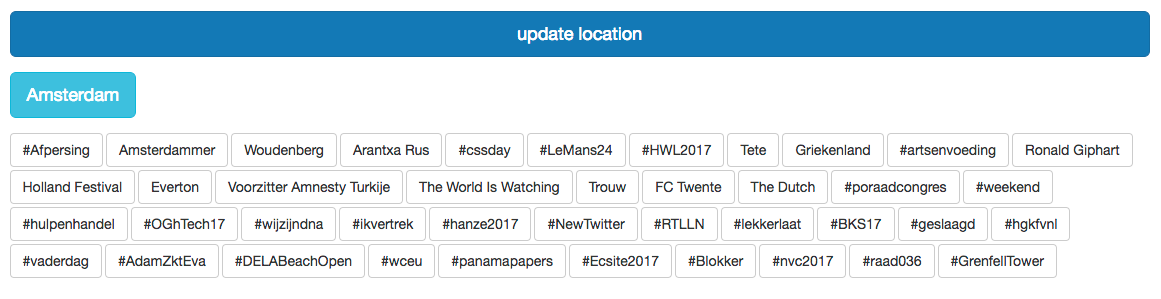 update location
Amsterdam
#Afpersing Amsterdammer Woudenberg Arantxa Rus #cssday #LeMans24 #HWL2017 Tete Griekenland #artsenvoeding Ronald Giphart
Holland Festival Everton Voorzitter Amnesty Turkije The World Is Watching Trouw FC Twente The Dutch #poraadcongres #weekend
#hulpenhandel #OGhTech17 #wijzijndna #ikvertrek #hanze2017 #NewTwitter #RTLLN #lekkerlaat #BKS17 #geslaagd #hgkfvnl
#vaderdag #AdamZktEva #DELABeachOpen #wceu #panamapapers #Ecsite2017 #Blokker #nvc2017 #raad036 #GrenfellTower